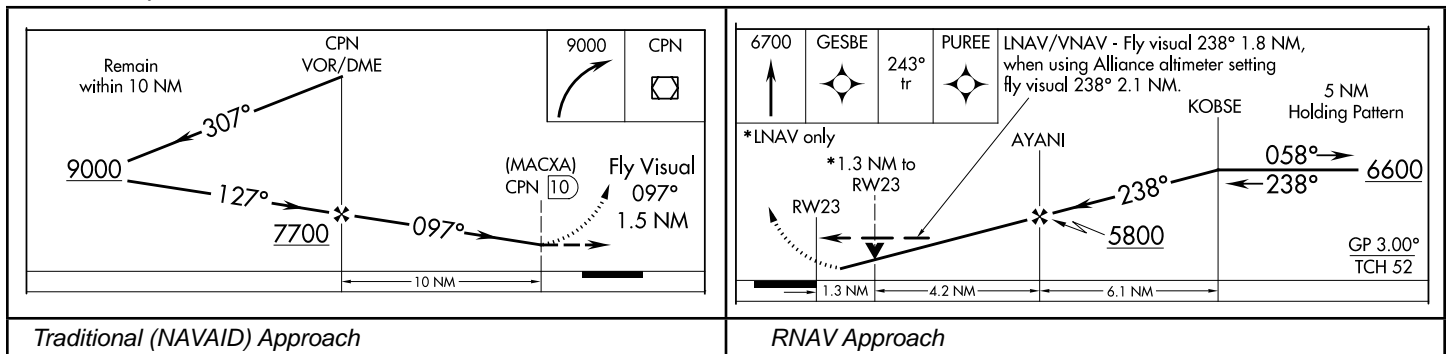 CPN
VOR/DME
Remain
within 10 NM
307°
9000
127°
7700
097°
(MACXA)
CPN 10
Fly Visual
097°
1.5 NM
10 NM
9000
CPN
Traditional (NAVAID) Approach
6700
GESBE
243°
tr
PUREE
LNAV/VNAV - Fly visual 238° 1.8 NM,
when using Alliance altimeter setting
fly visual 238° 2.1 NM.
*LNAV only
*1.3 NM to
RW23
RW23
AYANI
KOBSE
5 NM
Holding Pattern
058°
238°
6600
238°
5800
GP 3.00°
TCH 52
1.3 NM
4.2 NM
6.1 NM
RNAV Approach